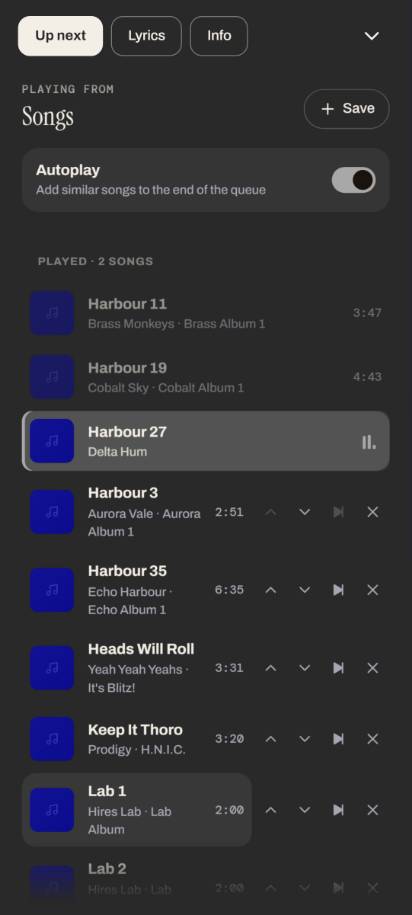 Up next
Lyrics
Info
PLAYING FROM
Songs
+ Save
Autoplay
Add similar songs to the end of the queue
PLAYED · 2 SONGS
Harbour 11
Brass Monkeys · Brass Album 1
3:47
Harbour 19
Cobalt Sky · Cobalt Album 1
4:43
Harbour 27
Delta Hum
Harbour 3
Aurora Vale · Aurora
Album 1
2:51
Harbour 35
Echo Harbour ·
Echo Album 1
6:35
Heads Will Roll
Yeah Yeah Yeahs ·
It's Blitz!
3:31
Keep It Thoro
Prodigy · H.N.I.C.
3:20
Lab 1
Hires Lab · Lab
Album
2:00
Lab 2
Hires Lab · Lab
2:00